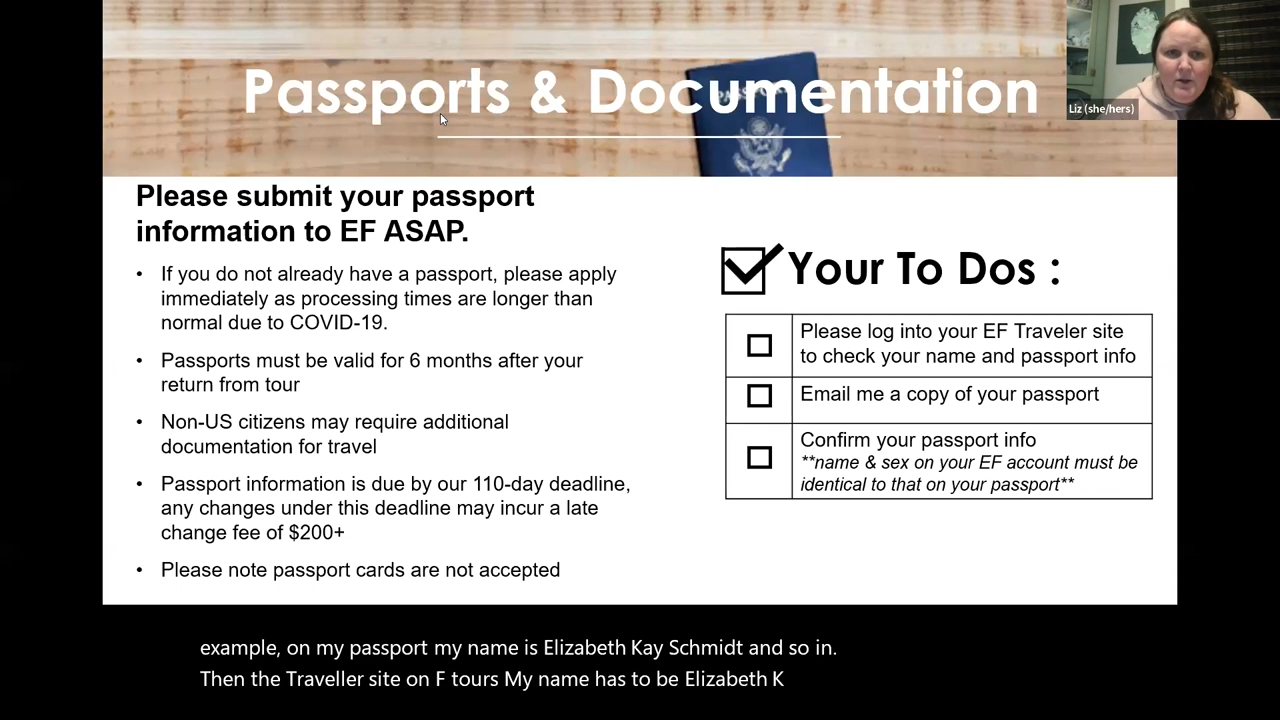 Passports & Documentation
Liz (she/hers)
Please submit your passport
information to EF ASAP.
• If you do not already have a passport, please apply
immediately as processing times are longer than
normal due to COVID-19.
• Passports must be valid for 6 months after your
return from tour
• Non-US citizens may require additional
documentation for travel
• Passport information is due by our 110-day deadline,
any changes under this deadline may incur a late
change fee of $200+
• Please note passport cards are not accepted
Your To Dos :
Please log into your EF Traveler site
to check your name and passport info
Email me a copy of your passport
Confirm your passport info
**name & sex on your EF account must be
identical to that on your passport**
example, on my passport my name is Elizabeth Kay Schmidt and so in.
Then the Traveller site on F tours My name has to be Elizabeth K